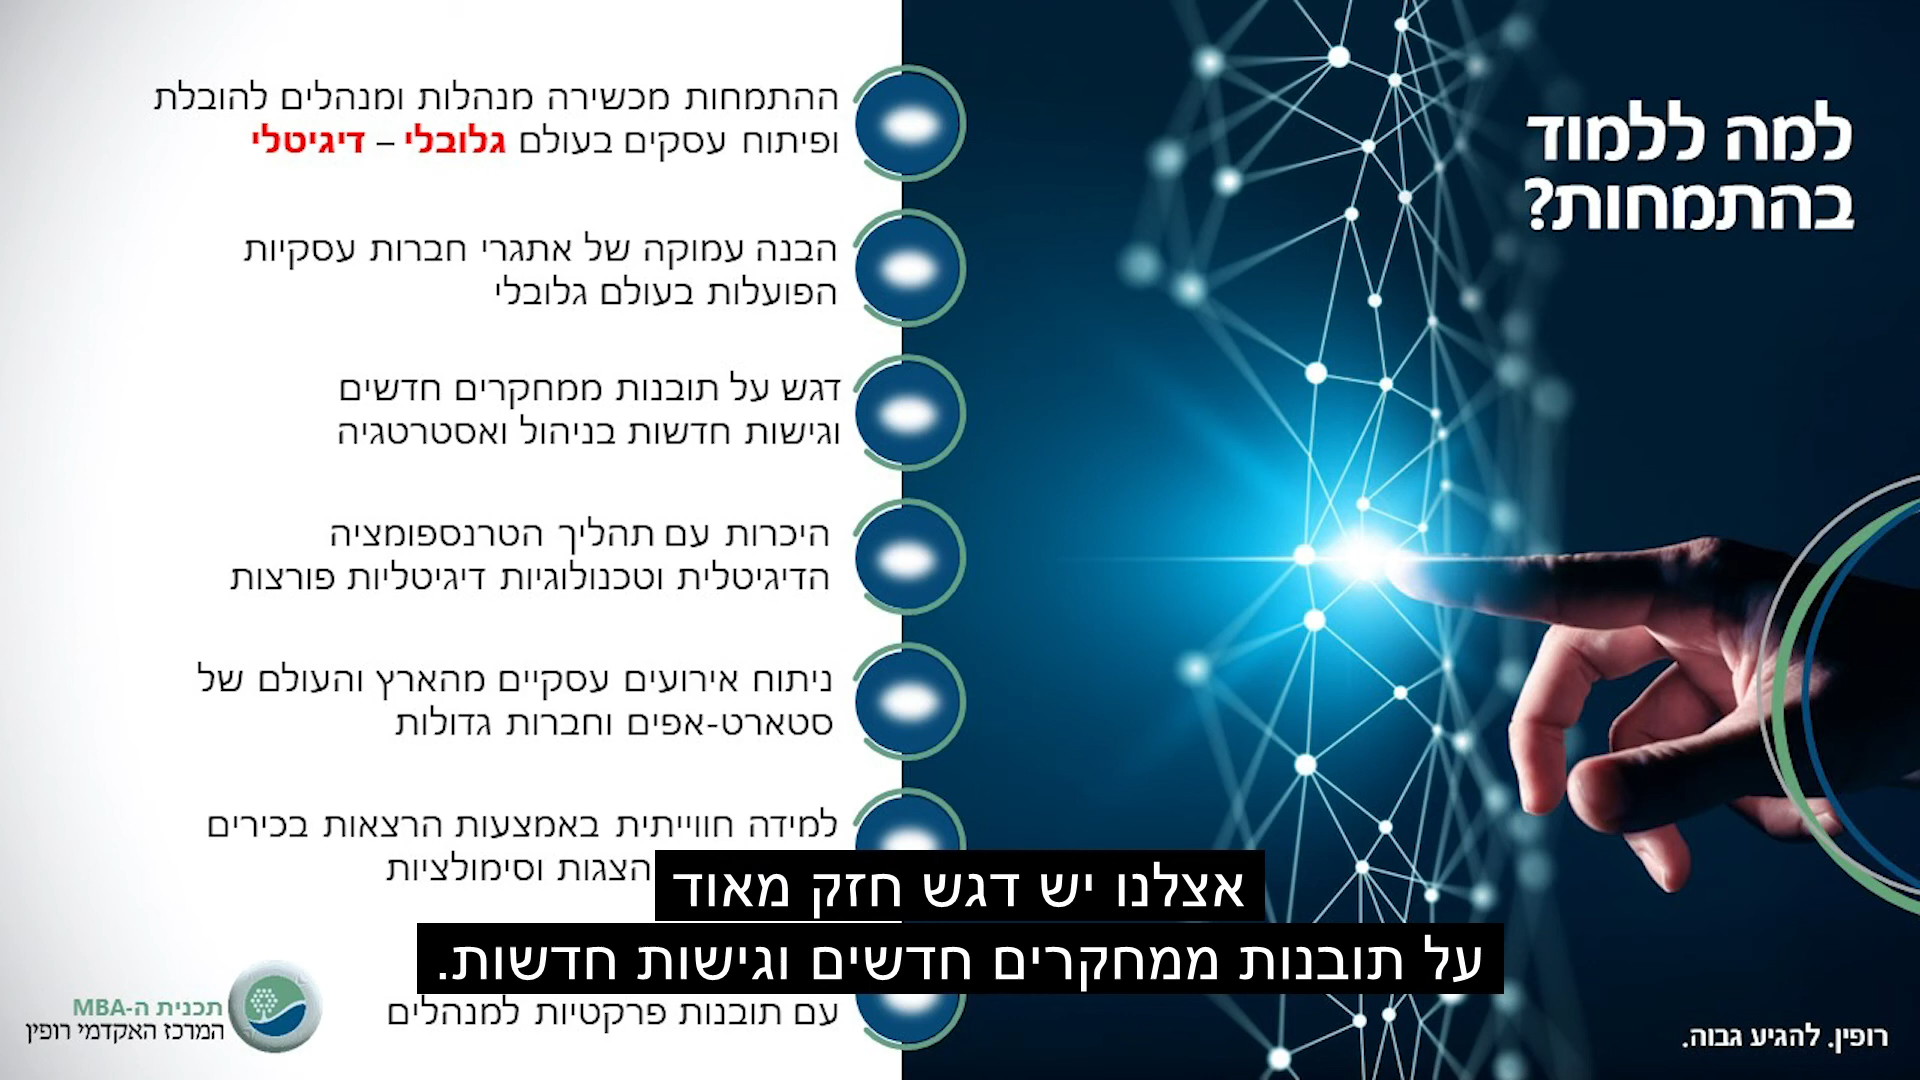 למה ללמוד
בהתמחות?
ההתמחות מכשירה מנהלות ומנהלים להובלת
ופיתוח עסקים בעולם גלובלי – דיגיטלי
הבנה עמוקה של אתגרי חברות עסקיות
הפועלות בעולם גלובלי
דגש על תובנות ממחקרים חדשים
וגישות חדשות בניהול ואסטרטגיה
היכרות עם תהליך הטרנספומציה
הדיגיטלית וטכנולוגיות דיגיטליות פורצות
ניתוח אירועים עסקיים מהארץ והעולם של
סטארט-אפים וחברות גדולות
למידה חווייתית באמצעות הרצאות בכירים
הצגות וסימולציות
אצלנו יש דגש חזק מאוד
על תובנות ממחקרים חדשים וגישות חדשות.
עם תובנות פרקטיות למנהלים
תכנית ה-MBA
המרכז האקדמי רופין
רופין. להגיע גבוה.